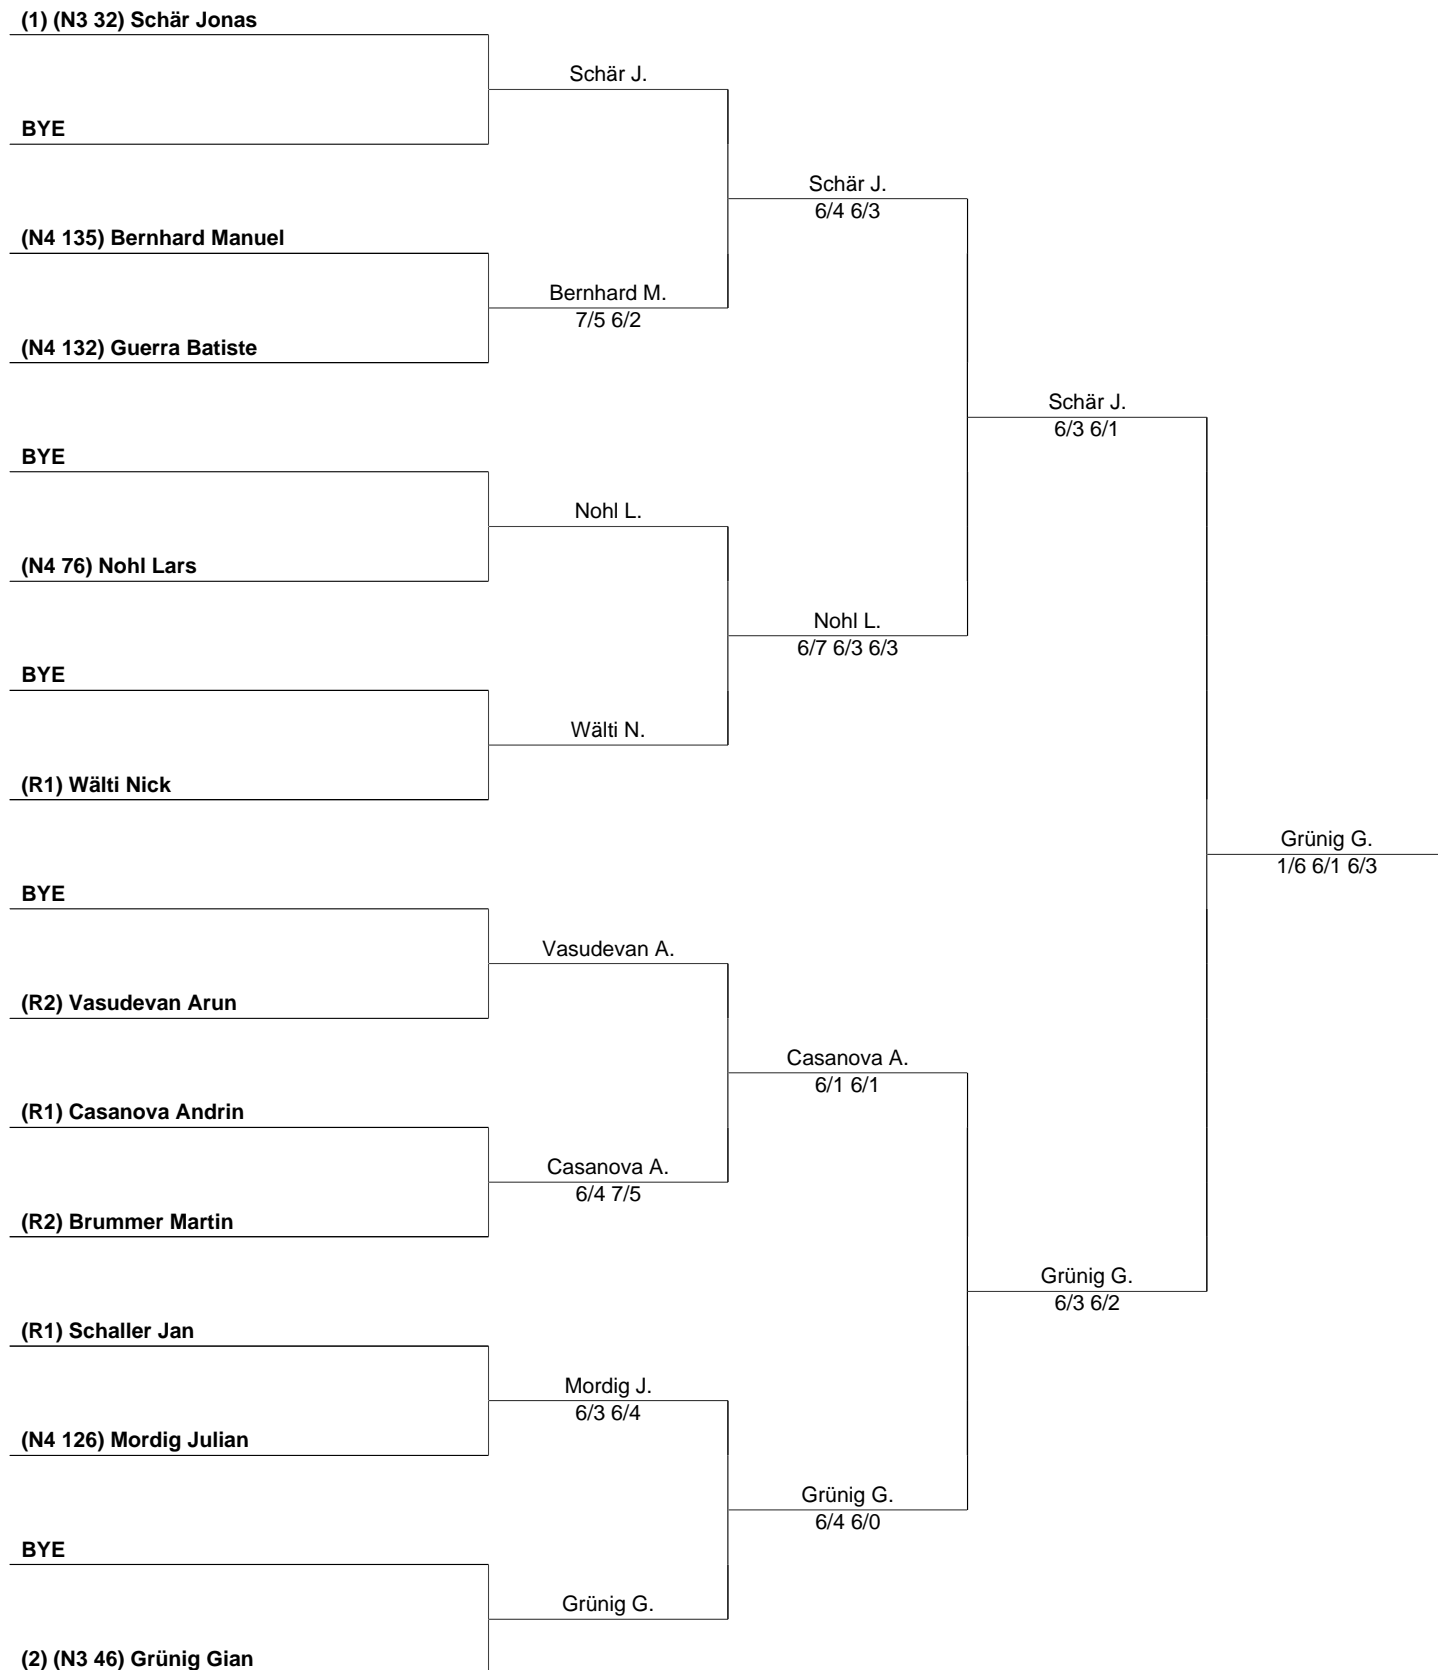 (1) (N3 32) Schär Jonas
Schär J.
BYE
Schär J.
6/4 6/3
(N4 135) Bernhard Manuel
Bernhard M.
7/5 6/2
(N4 132) Guerra Batiste
Schär J.
6/3 6/1
BYE
Nohl L.
(N4 76) Nohl Lars
Nohl L.
6/7 6/3 6/3
BYE
Wälti N.
(R1) Wälti Nick
Grünig G.
1/6 6/1 6/3
BYE
Vasudevan A.
(R2) Vasudevan Arun
Casanova A.
6/1 6/1
(R1) Casanova Andrin
Casanova A.
6/4 7/5
(R2) Brummer Martin
Grünig G.
6/3 6/2
(R1) Schaller Jan
Mordig J.
6/3 6/4
(N4 126) Mordig Julian
Grünig G.
6/4 6/0
BYE
Grünig G.
(2) (N3 46) Grünig Gian